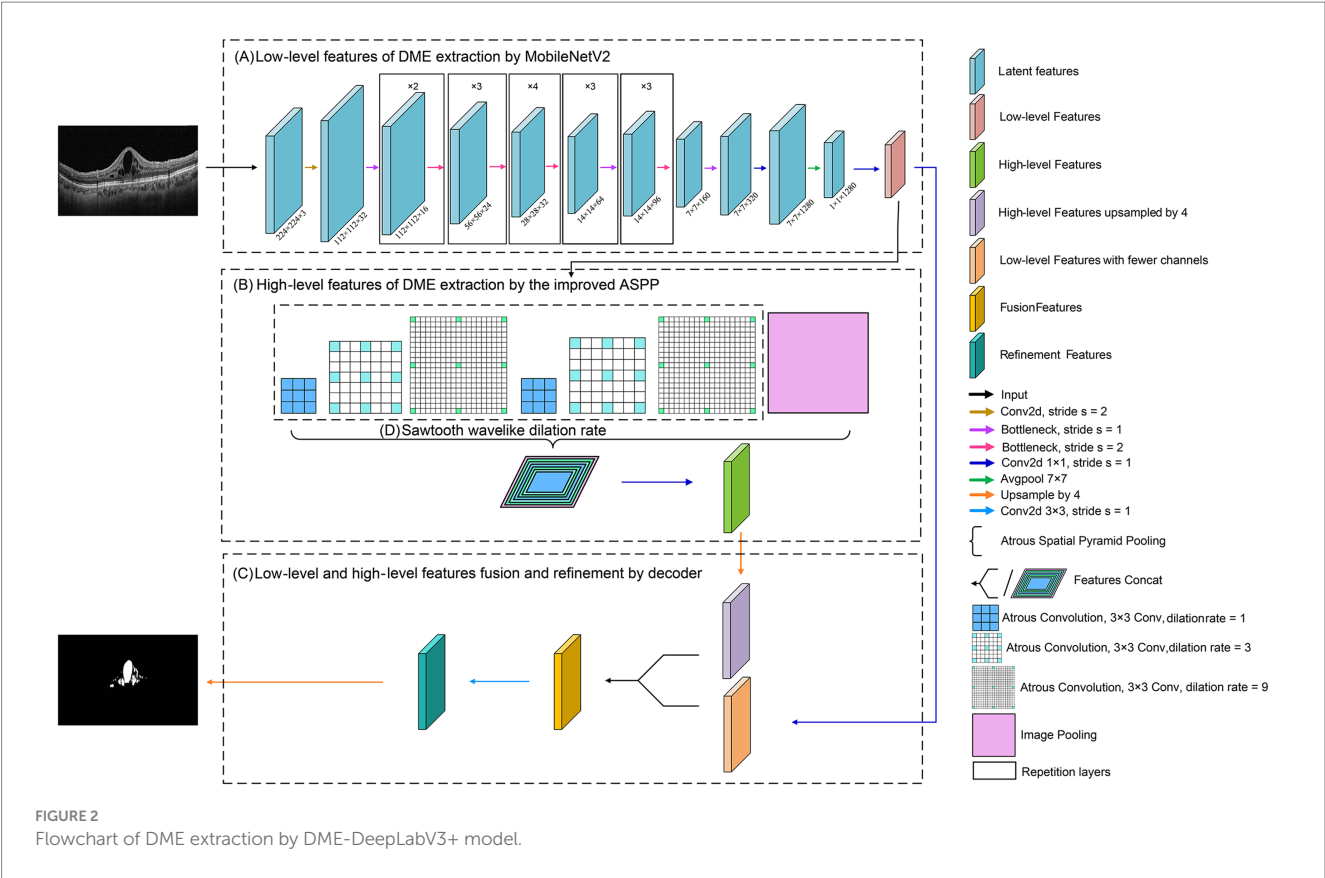 (A)Low-level features of DME extraction by MobileNetV2
×2
×3
×4
×3
×3
224×224×3
112×112×32
112×112×16
56×56×24
28×28×32
14×14×64
14×14×96
7×7×160
7×7×320
7×7×1280
1×1×1280
(B) High-level features of DME extraction by the improved ASPP
(D)Sawtooth wavelike dilation rate
(C)Low-level and high-level features fusion and refinement by decoder
Latent features
Low-level Features
High-level Features
High-level Features upsampled by 4
Low-level Features with fewer channels
FusionFeatures
Refinement Features
Input
Conv2d, stride s = 2
Bottleneck, stride s = 1
Bottleneck, stride s = 2
Conv2d 1×1, stride s = 1
Avgpool 7×7
Upsample by 4
Conv2d 3×3, stride s = 1
Atrous Spatial Pyramid Pooling
Features Concat
Atrous Convolution, 3×3 Conv,dilationrate = 1
Atrous Convolution, 3×3 Conv,dilation rate = 3
Atrous Convolution, 3×3 Conv, dilation rate = 9
Image Pooling
Repetition layers
FIGURE 2
Flowchart of DME extraction by DME-DeepLabV3+ model.